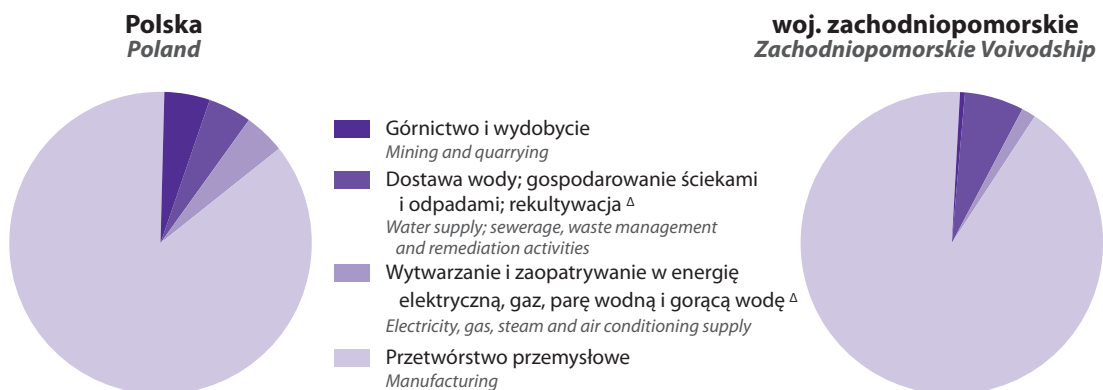 Polska
Poland
woj. zachodniopomorskie
Zachodniopomorskie Voivodship
Górnictwo i wydobycie
Mining and quarrying
Dostawa wody; gospodarowanie ściekami
i odpadami; rekultywacja Δ
Water supply; sewerage, waste management
and remediation activities
Wytwarzanie i zaopatrywanie w energię
elektryczną, gaz, parę wodną i gorącą wodę Δ
Electricity, gas, steam and air conditioning supply
Przetwórstwo przemysłowe
Manufacturing